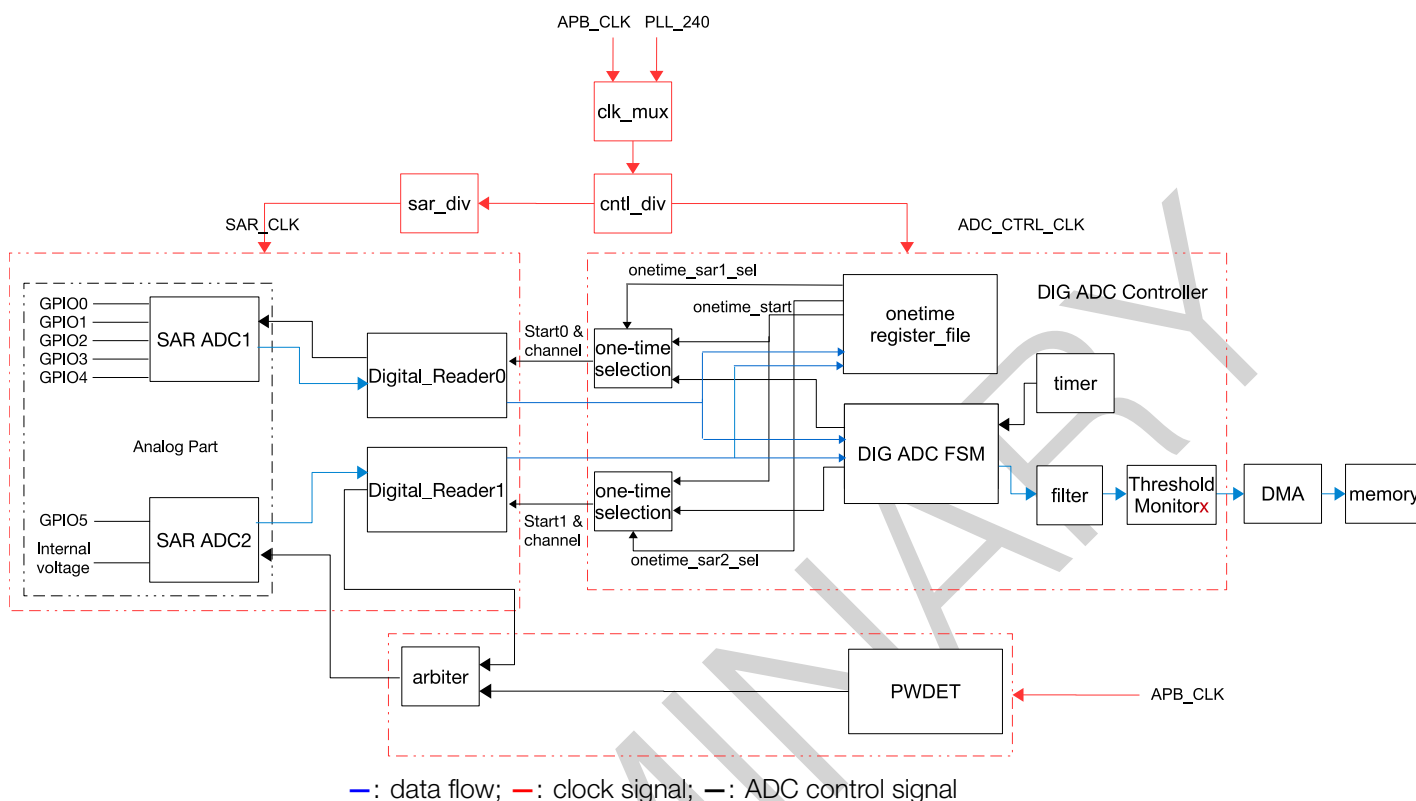 APB_CLK PLL_240
clk_mux
sar_div
cntl_div
SAR_CLK
ADC_CTRL_CLK
GPIO0
GPIO1
GPIO2
GPIO3
GPIO4
SAR ADC1
Analog Part
GPIO5
Internal
voltage
SAR ADC2
Digital_Reader0
Digital_Reader1
Start0 &
channel
Start1 &
channel
onetime_sar1_sel
onetime_start
one-time
selection
one-time
selection
onetime_sar2_sel
onetime
register_file
DIG ADC Controller
timer
DIG ADC FSM
filter
Threshold
Monitorx
DMA
memory
arbiter
PWDET
APB_CLK
: data flow; : clock signal; : ADC control signal